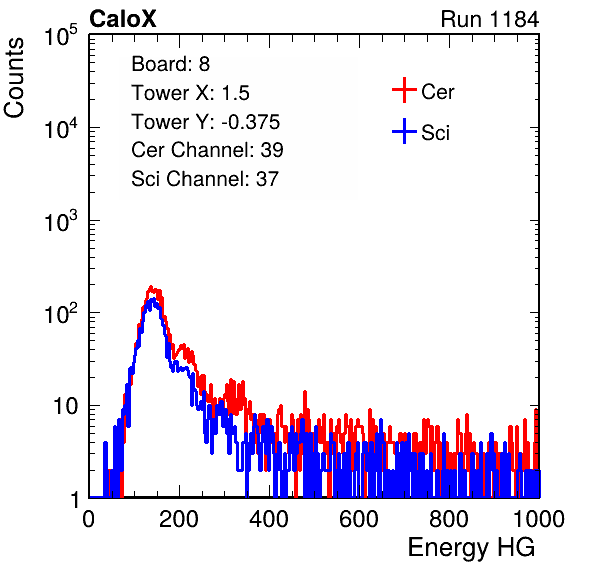 CaloX Run 1184
Counts
10^5
10^4
10^3
10^2
10
1
Board: 8
Tower X: 1.5
Tower Y: -0.375
Cer Channel: 39
Sci Channel: 37
Cer
Sci
0 200 400 600 800 1000
Energy HG